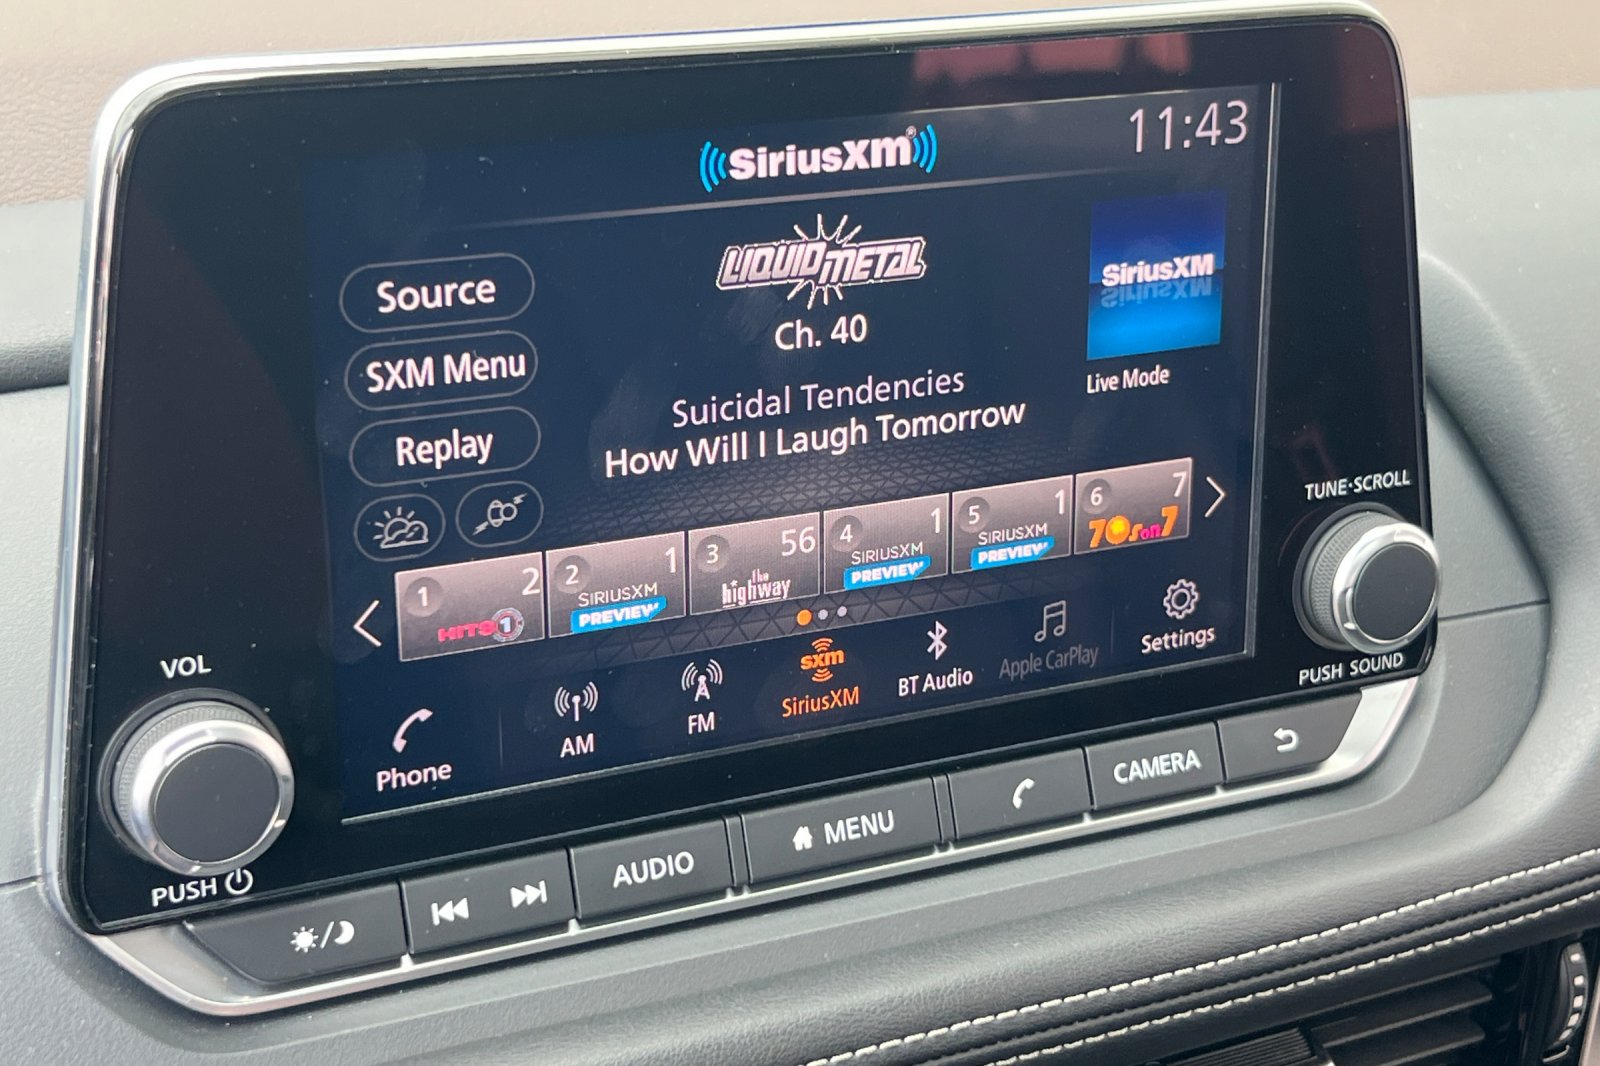 SiriusXM
11:43
LIQUID METAL
Ch. 40
Suicidal Tendencies
How Will I Laugh Tomorrow
Source
SXM Menu
Replay
SiriusXM
Live Mode
1 2
HITS 1
2 1
SIRIUSXM
PREVIEW
3 56
the
highway
4 1
SIRIUSXM
PREVIEW
5 1
SIRIUSXM
PREVIEW
6 7
70s on 7
Phone
AM
FM
sxm
SiriusXM
BT Audio
Apple CarPlay
Settings
VOL
PUSH
TUNE·SCROLL
PUSH SOUND
AUDIO
MENU
CAMERA